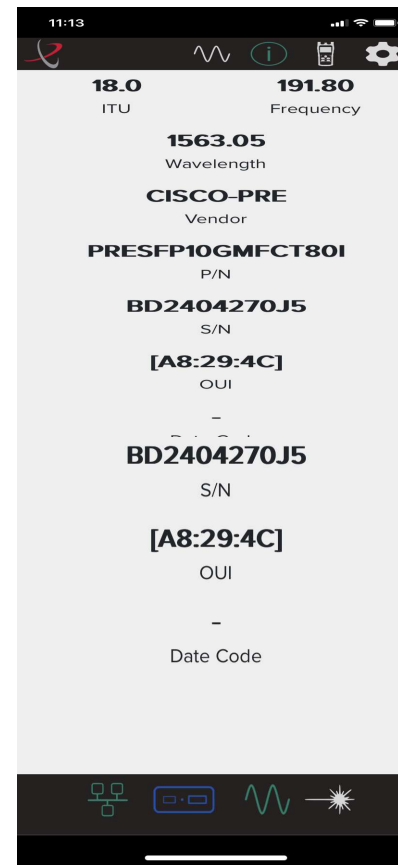 11:13
18.0 191.80
ITU Frequency
1563.05
Wavelength
CISCO-PRE
Vendor
PRESFP10GMFCT80I
P/N
BD2404270J5
S/N
[A8:29:4C]
OUI
-
BD2404270J5
S/N
[A8:29:4C]
OUI
-
Date Code